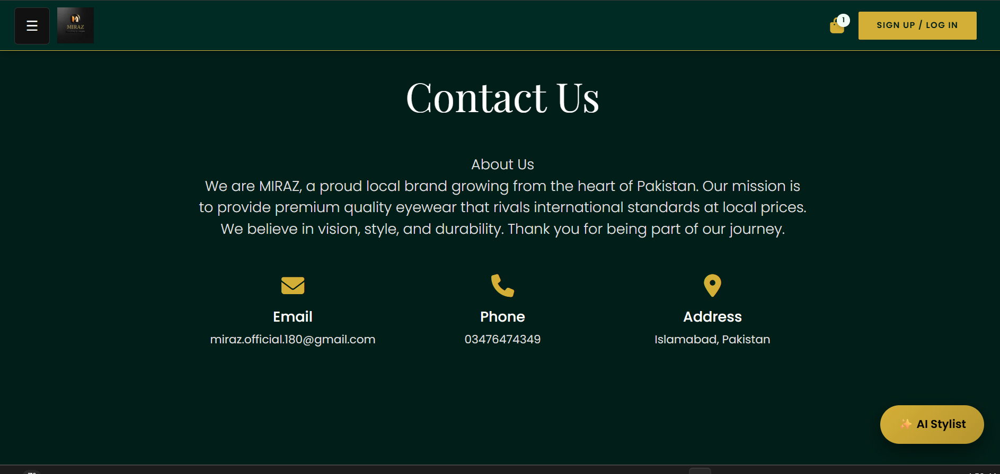 MIRAZ
1
SIGN UP / LOG IN
Contact Us
About Us
We are MIRAZ, a proud local brand growing from the heart of Pakistan. Our mission is
to provide premium quality eyewear that rivals international standards at local prices.
We believe in vision, style, and durability. Thank you for being part of our journey.
Email
Phone
Address
miraz.official.180@gmail.com
03476474349
Islamabad, Pakistan
✨ AI Stylist